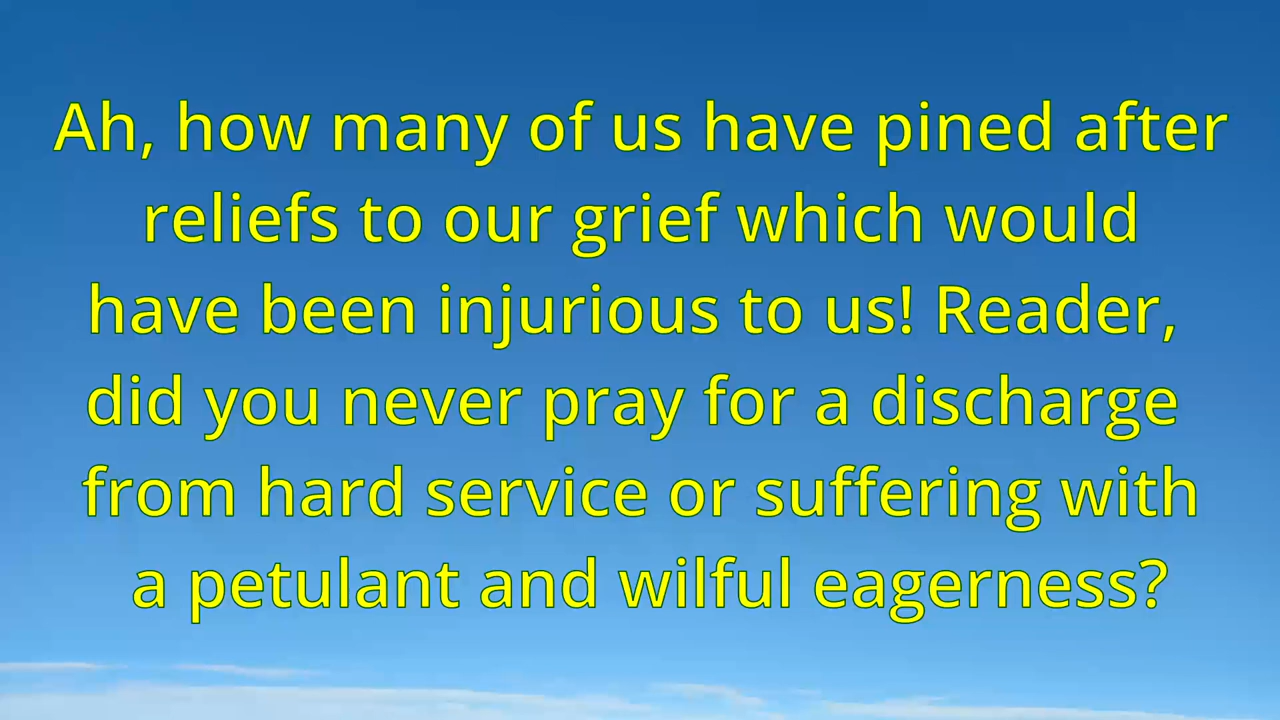 Ah, how many of us have pined after
reliefs to our grief which would
have been injurious to us! Reader,
did you never pray for a discharge
from hard service or suffering with
a petulant and wilful eagerness?